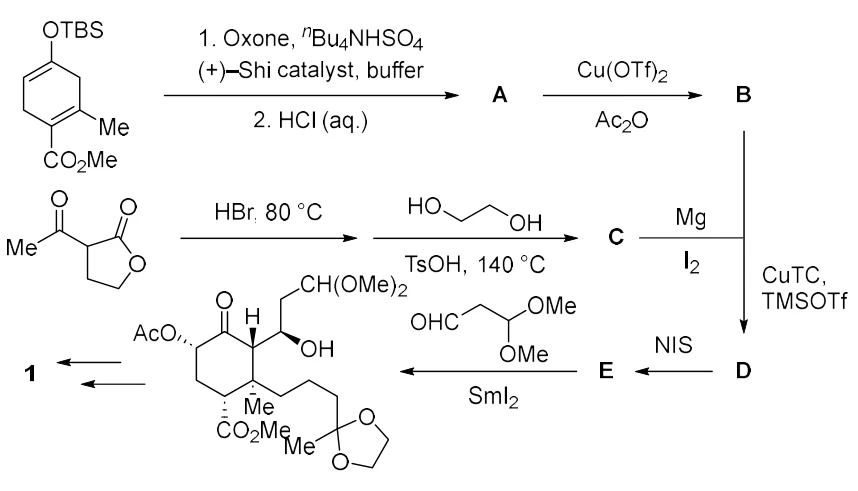 OTBS
Me
CO₂Me
1. Oxone, ⁿBu₄NHSO₄
(+)–Shi catalyst, buffer
2. HCl (aq.)
A
Cu(OTf)₂
Ac₂O
B
O
O
Me
O
HBr, 80 °C
HO
OH
TsOH, 140 °C
C
Mg
I₂
CuTC,
TMSOTf
D
NIS
E
OHC
OMe
OMe
SmI₂
CH(OMe)₂
O
H
AcO
OH
Me
CO₂Me
Me
O
O
1